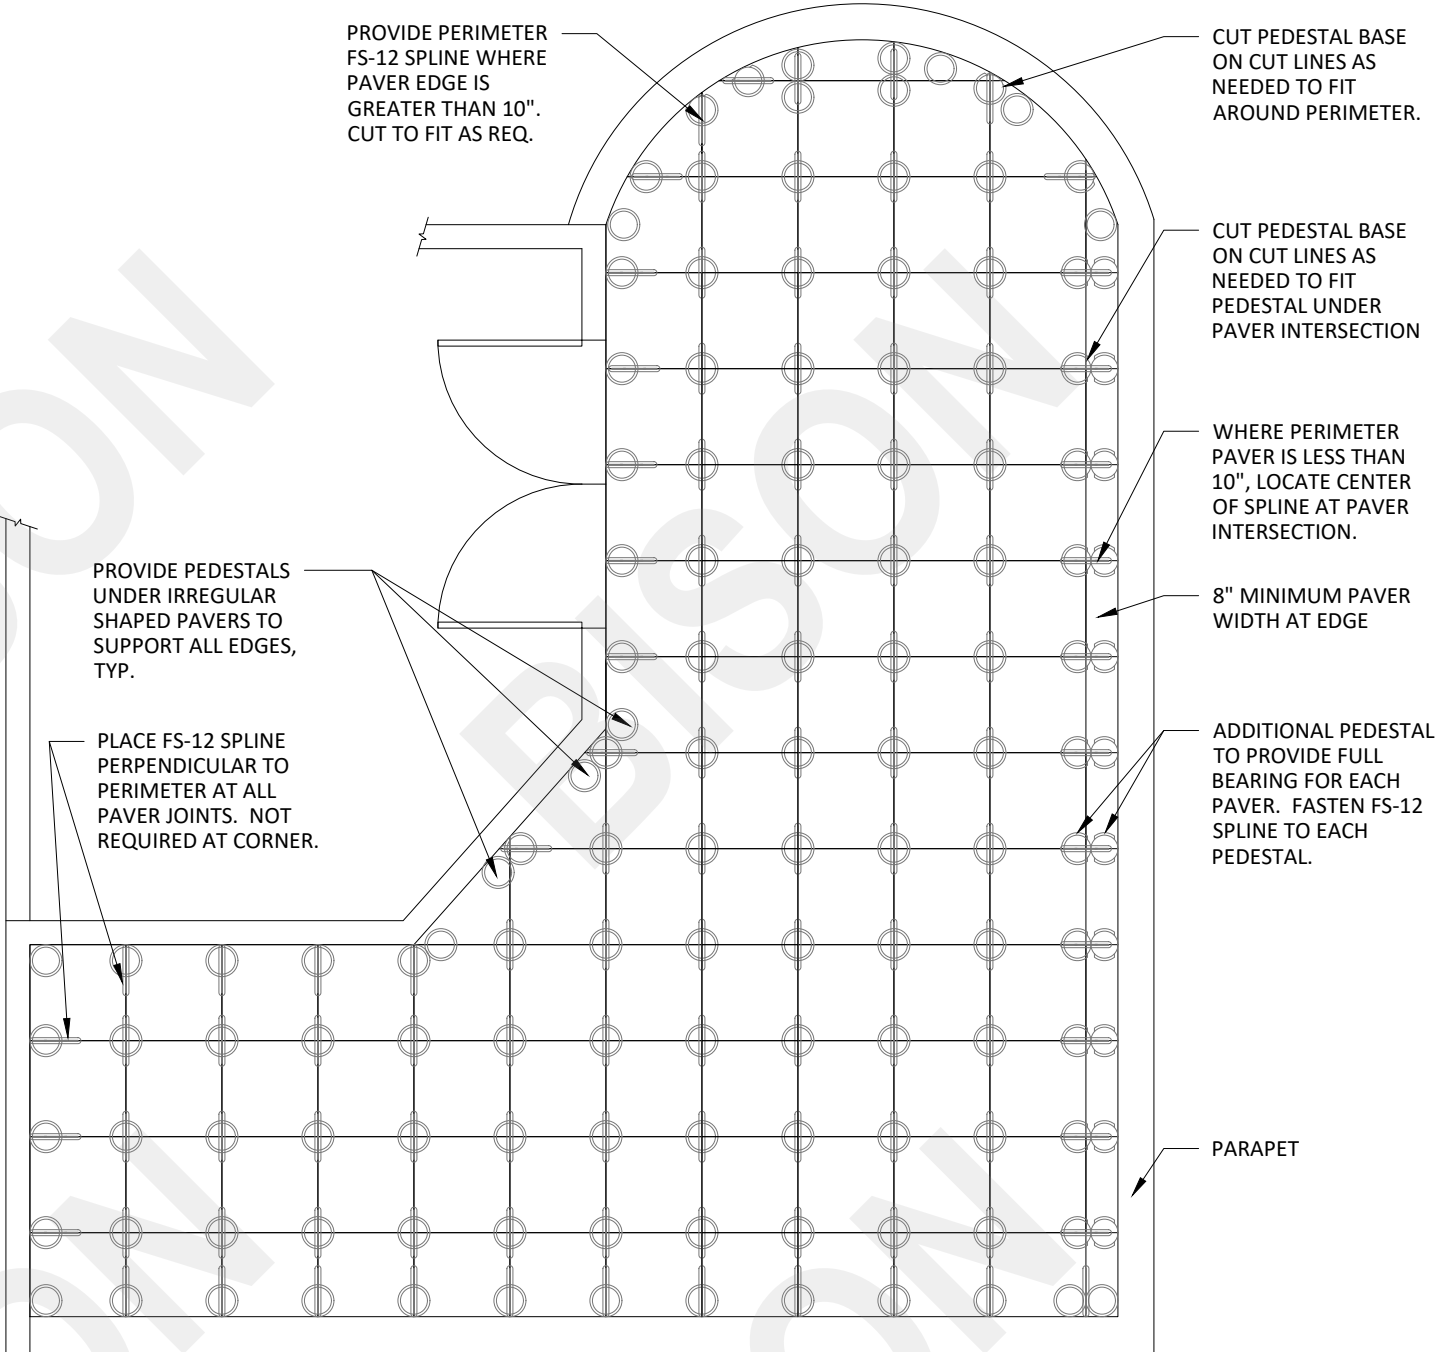 PROVIDE PERIMETER
FS-12 SPLINE WHERE
PAVER EDGE IS
GREATER THAN 10".
CUT TO FIT AS REQ.
CUT PEDESTAL BASE
ON CUT LINES AS
NEEDED TO FIT
AROUND PERIMETER.
CUT PEDESTAL BASE
ON CUT LINES AS
NEEDED TO FIT
PEDESTAL UNDER
PAVER INTERSECTION
WHERE PERIMETER
PAVER IS LESS THAN
10", LOCATE CENTER
OF SPLINE AT PAVER
INTERSECTION.
PROVIDE PEDESTALS
UNDER IRREGULAR
SHAPED PAVERS TO
SUPPORT ALL EDGES,
TYP.
8" MINIMUM PAVER
WIDTH AT EDGE
PLACE FS-12 SPLINE
PERPENDICULAR TO
PERIMETER AT ALL
PAVER JOINTS.  NOT
REQUIRED AT CORNER.
ADDITIONAL PEDESTAL
TO PROVIDE FULL
BEARING FOR EACH
PAVER.  FASTEN FS-12
SPLINE TO EACH
PEDESTAL.
PARAPET
BISON
ON
ON
ON